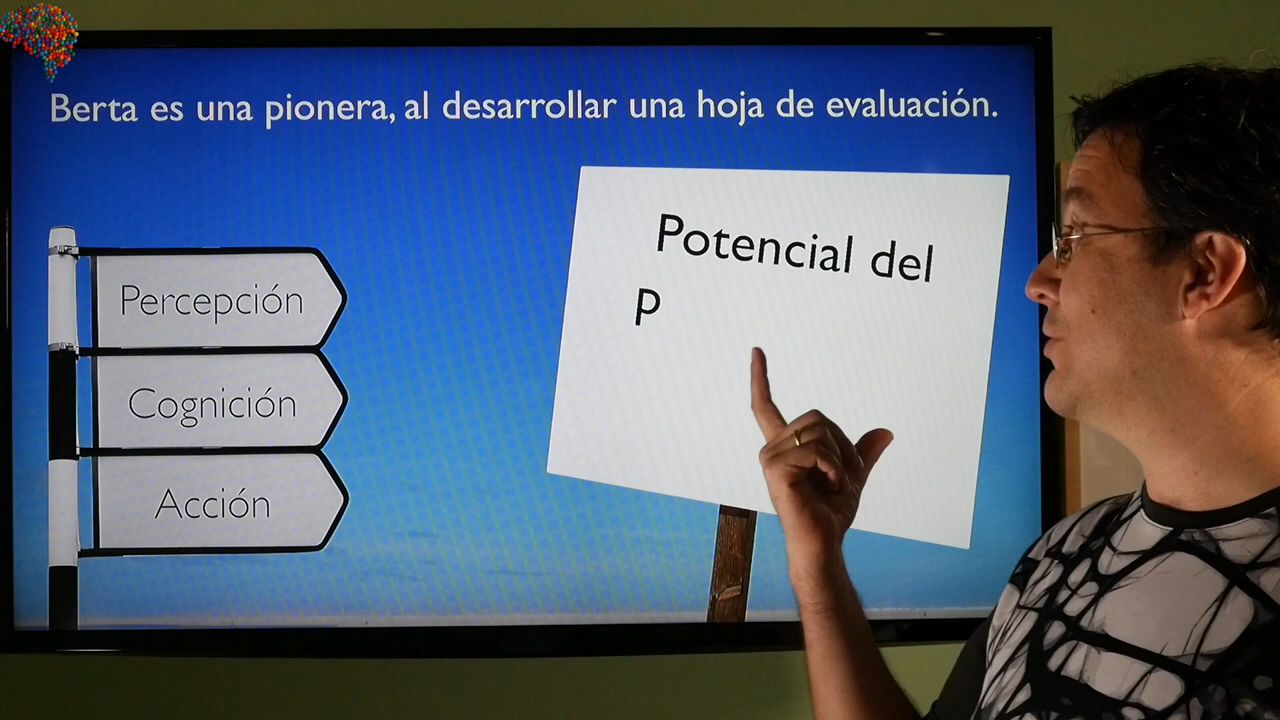 Berta es una pionera, al desarrollar una hoja de evaluación.
Percepción
Cognición
Acción
Potencial del
P